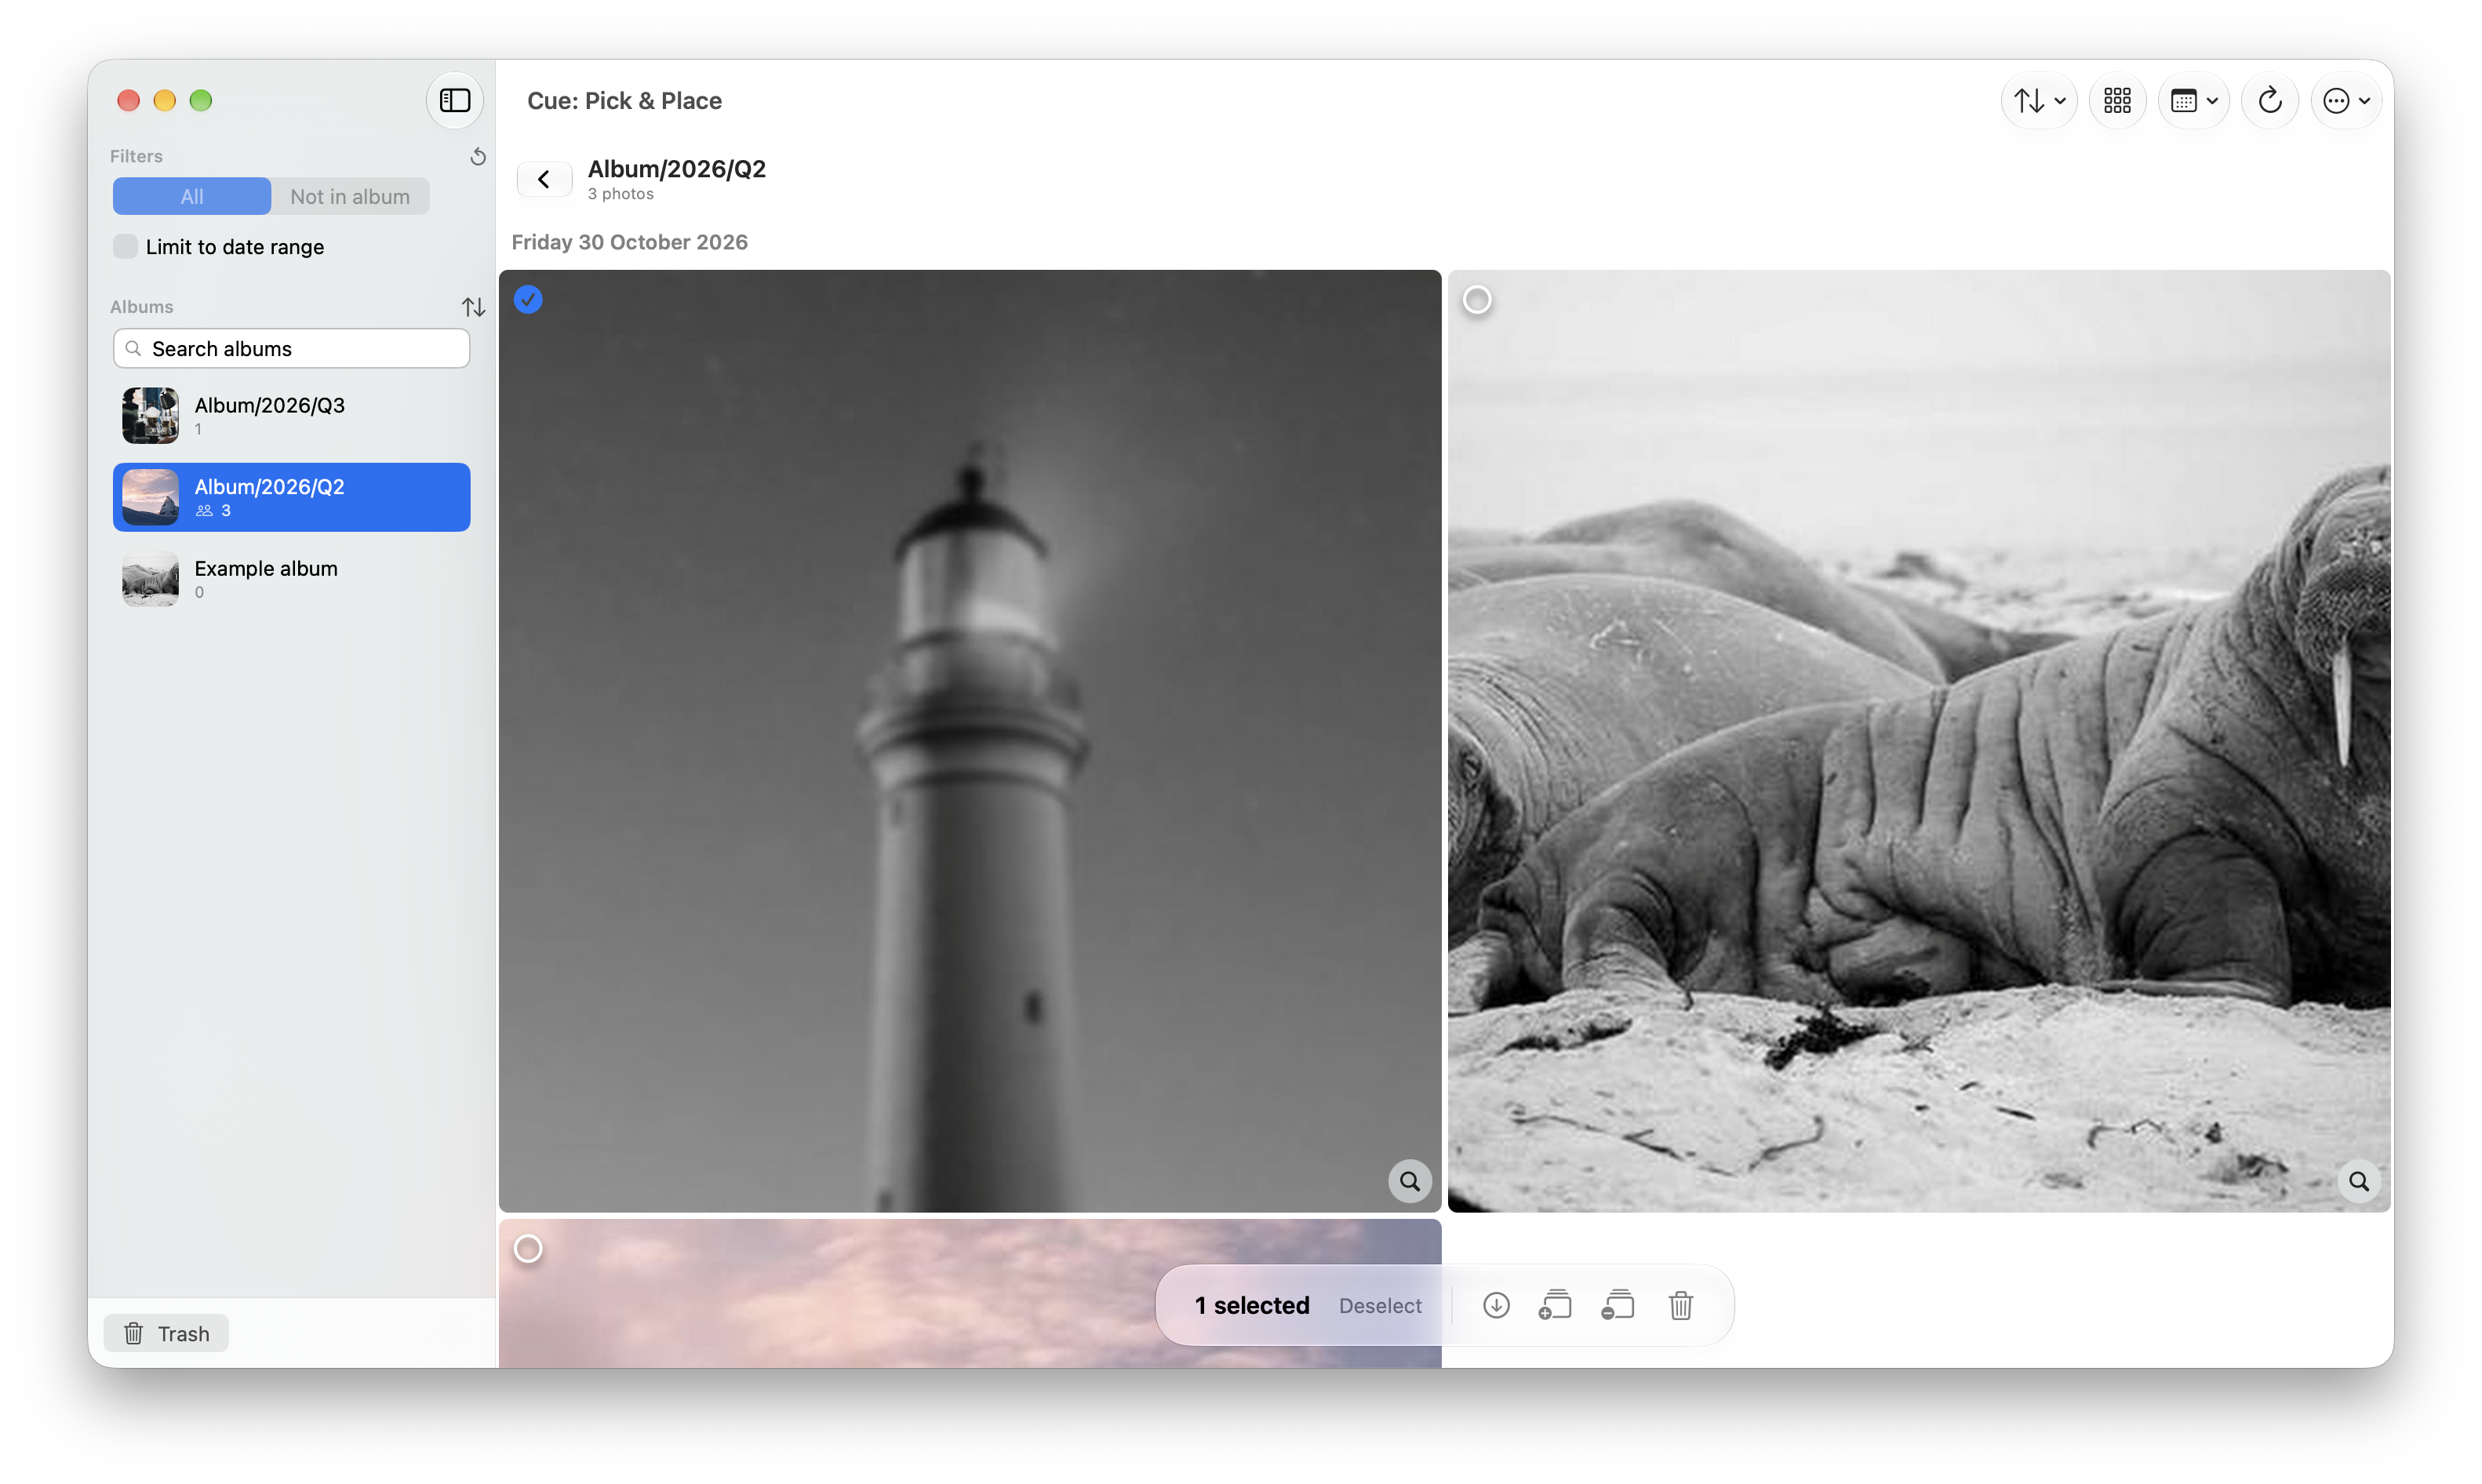 Cue: Pick & Place
Filters
All
Not in album
Limit to date range
Albums
Search albums
Album/2026/Q3
1
Album/2026/Q2
3
Example album
0
Trash
Album/2026/Q2
3 photos
Friday 30 October 2026
1 selected
Deselect